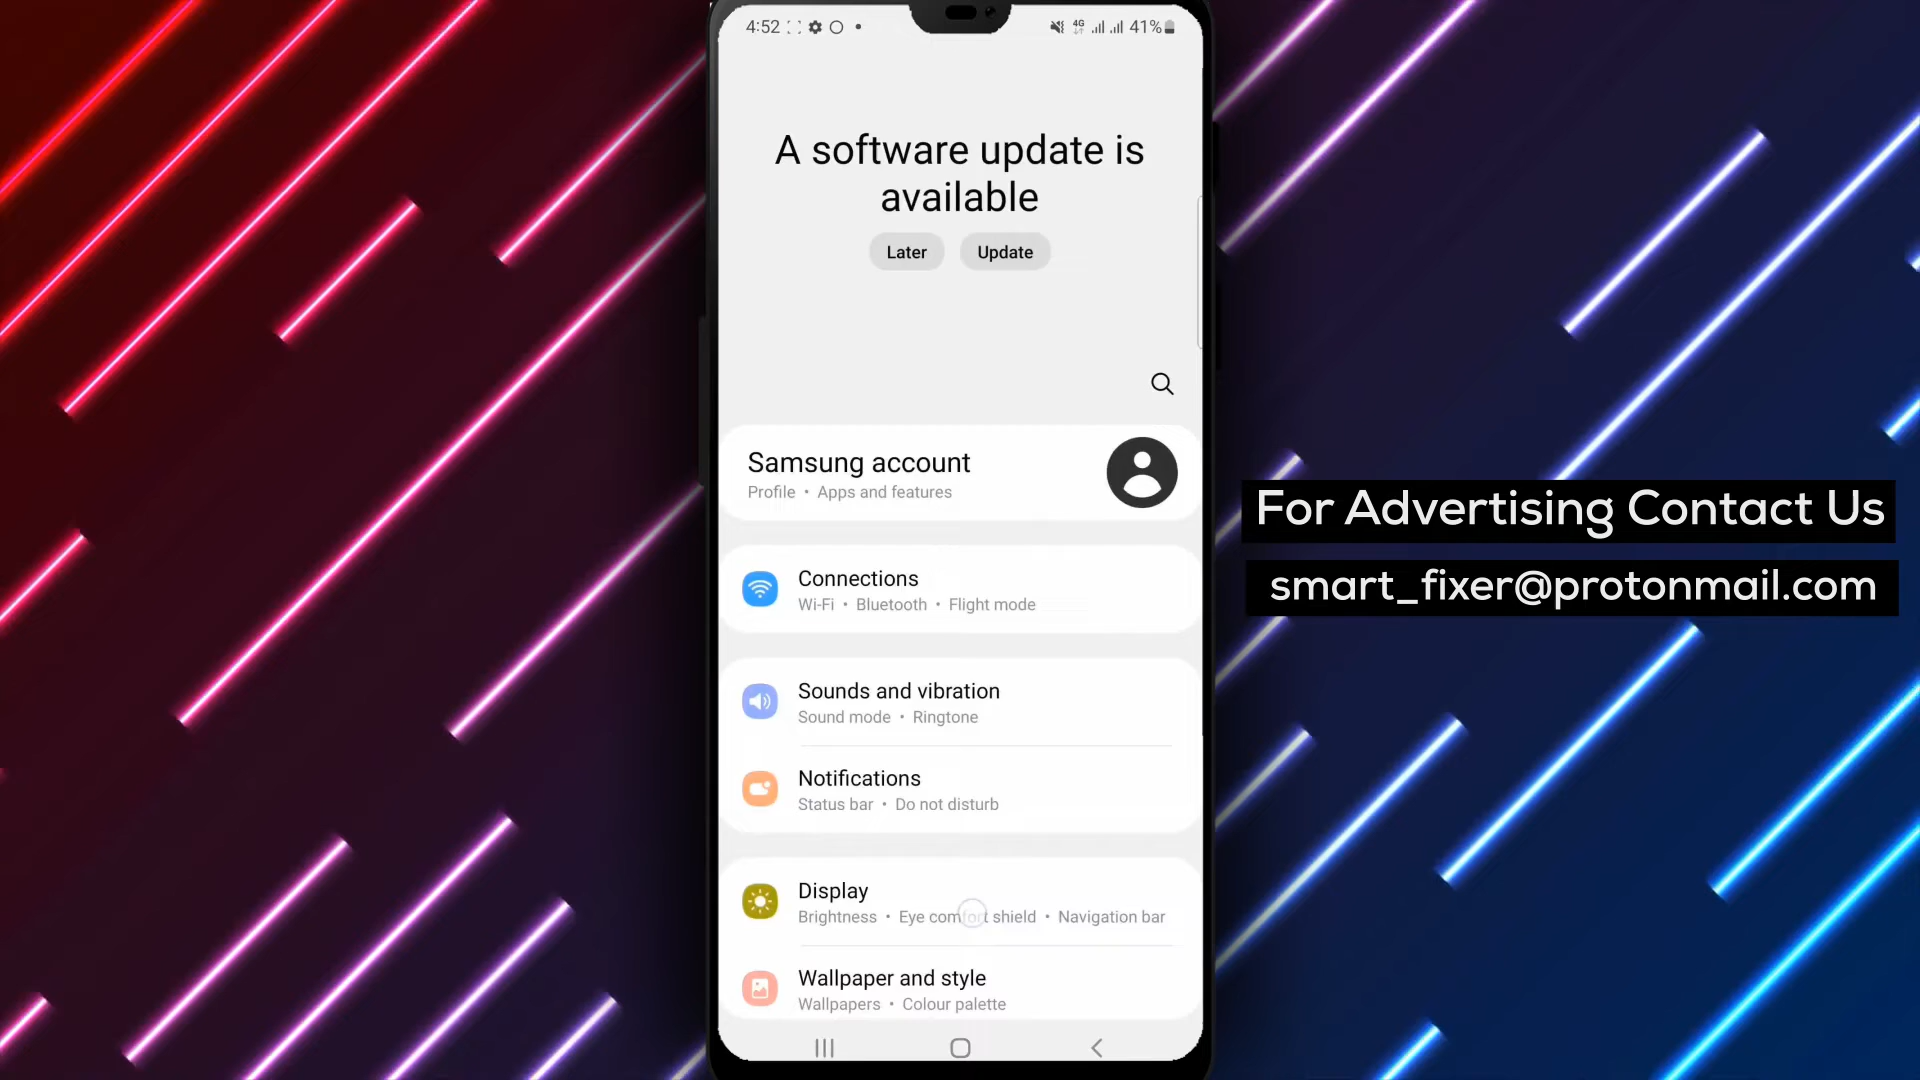 4:52
4G
41%
A software update is
available
Later
Update
Samsung account
Profile • Apps and features
Connections
Wi-Fi • Bluetooth • Flight mode
Sounds and vibration
Sound mode • Ringtone
Notifications
Status bar • Do not disturb
Display
Brightness • Eye comfort shield • Navigation bar
Wallpaper and style
Wallpapers • Colour palette
For Advertising Contact Us
smart_fixer@protonmail.com